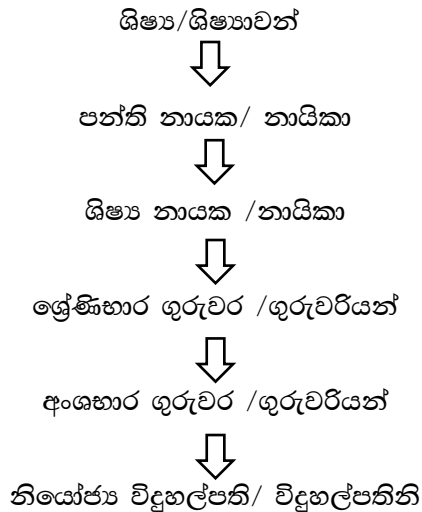 ශිෂ්‍ය/ශිෂ්‍යාවන්
පන්ති නායක/ නායිකා
ශිෂ්‍ය නායක /නායිකා
ශ්‍රේණිභාර ගුරුවර /ගුරුවරියන්
අංශභාර ගුරුවර /ගුරුවරියන්
නියෝජ්‍ය විදුහල්පති/ විදුහල්පතිනි